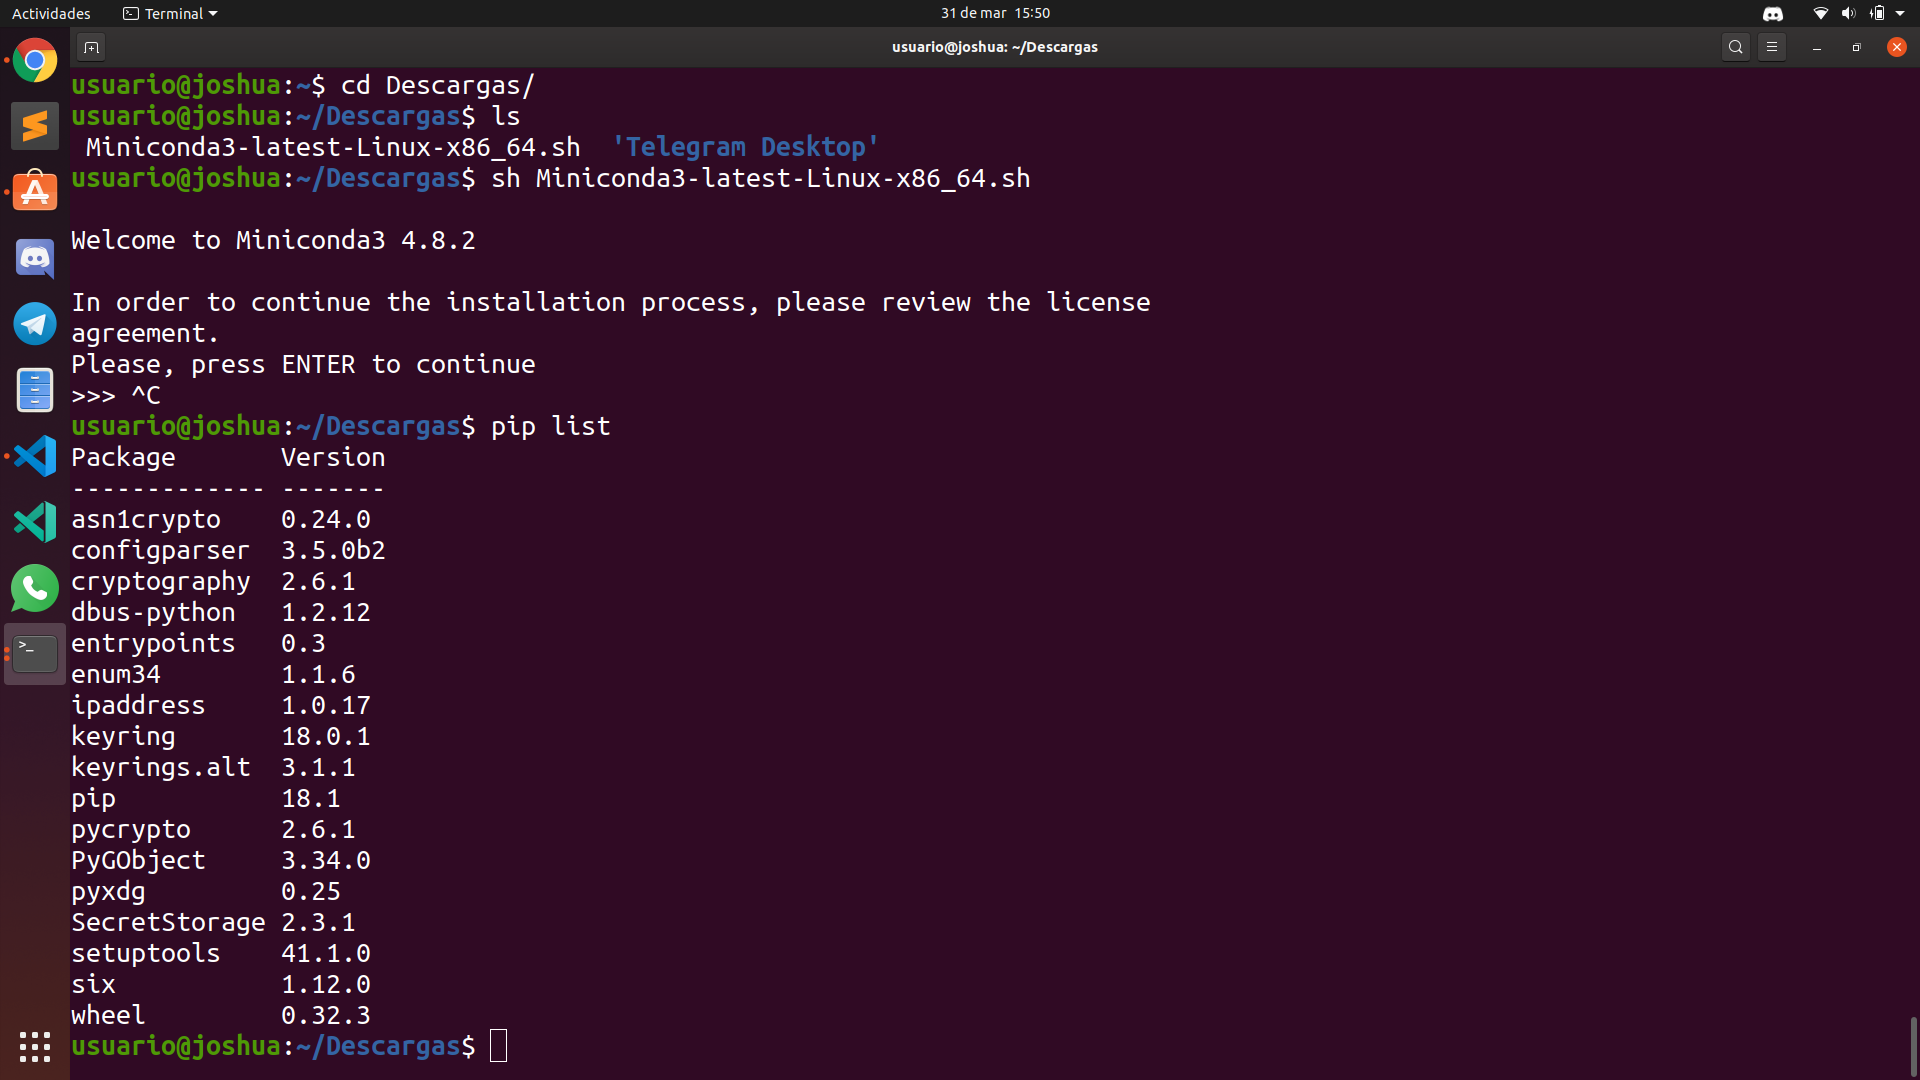 Actividades
Terminal
31 de mar 15:50
usuario@joshua: ~/Descargas
usuario@joshua:~$ cd Descargas/
usuario@joshua:~/Descargas$ ls
Miniconda3-latest-Linux-x86_64.sh 'Telegram Desktop'
usuario@joshua:~/Descargas$ sh Miniconda3-latest-Linux-x86_64.sh
Welcome to Miniconda3 4.8.2
In order to continue the installation process, please review the license
agreement.
Please, press ENTER to continue
>>> ^C
usuario@joshua:~/Descargas$ pip list
Package Version
------------- -------
asn1crypto 0.24.0
configparser 3.5.0b2
cryptography 2.6.1
dbus-python 1.2.12
entrypoints 0.3
enum34 1.1.6
ipaddress 1.0.17
keyring 18.0.1
keyrings.alt 3.1.1
pip 18.1
pycrypto 2.6.1
PyGObject 3.34.0
pyxdg 0.25
SecretStorage 2.3.1
setuptools 41.1.0
six 1.12.0
wheel 0.32.3
usuario@joshua:~/Descargas$